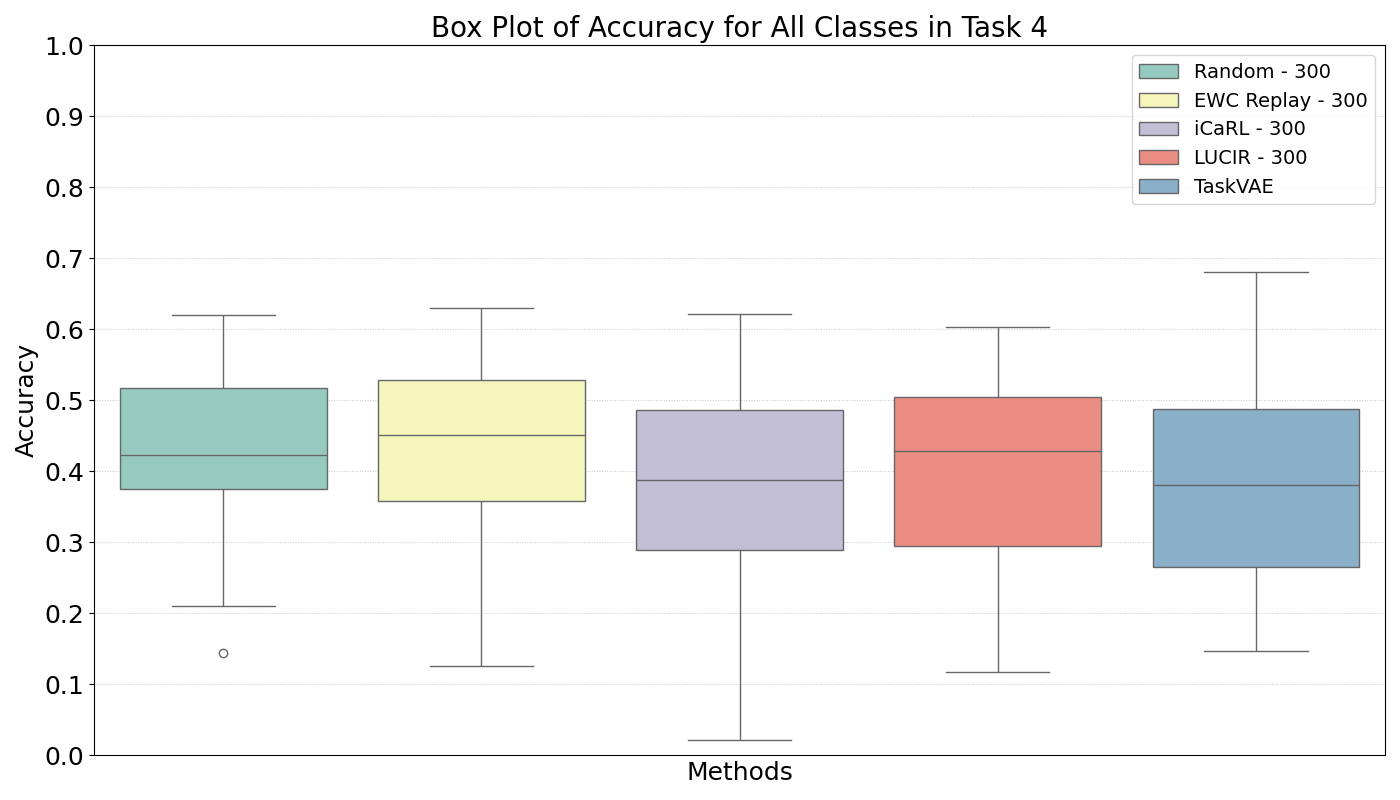 Box Plot of Accuracy for All Classes in Task 4
1.0
0.9
0.8
0.7
0.6
0.5
0.4
0.3
0.2
0.1
0.0
Accuracy
Random - 300
EWC Replay - 300
iCaRL - 300
LUCIR - 300
TaskVAE
Methods